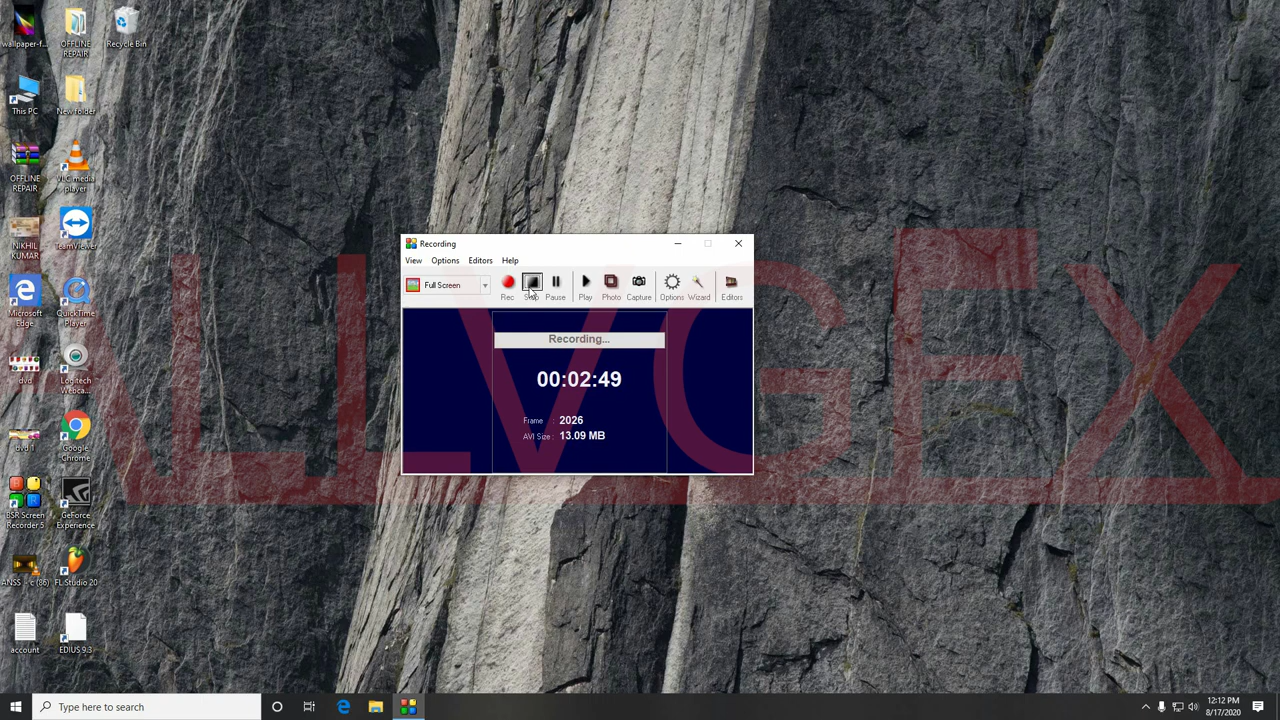 wallpaper-f...
OFFLINE
REPAIR
Recycle Bin
This PC
New folder
OFFLINE
REPAIR
VLC media
player
NIKHIL
KUMAR
TeamViewer
Microsoft
Edge
QuickTime
Player
dvd
Logitech
Webca...
dvd 1
Google
Chrome
BSR Screen
Recorder 5
GeForce
Experience
ANSS - c (86)
FL Studio 20
account
EDIUS 9.3
Recording
View Options Editors Help
Full Screen
Rec Stop Pause Play Photo Capture Options Wizard Editors
Recording...
00:02:49
Frame : 2026
AVI Size : 13.09 MB
ALLVGEX
Type here to search
12:12 PM
8/17/2020